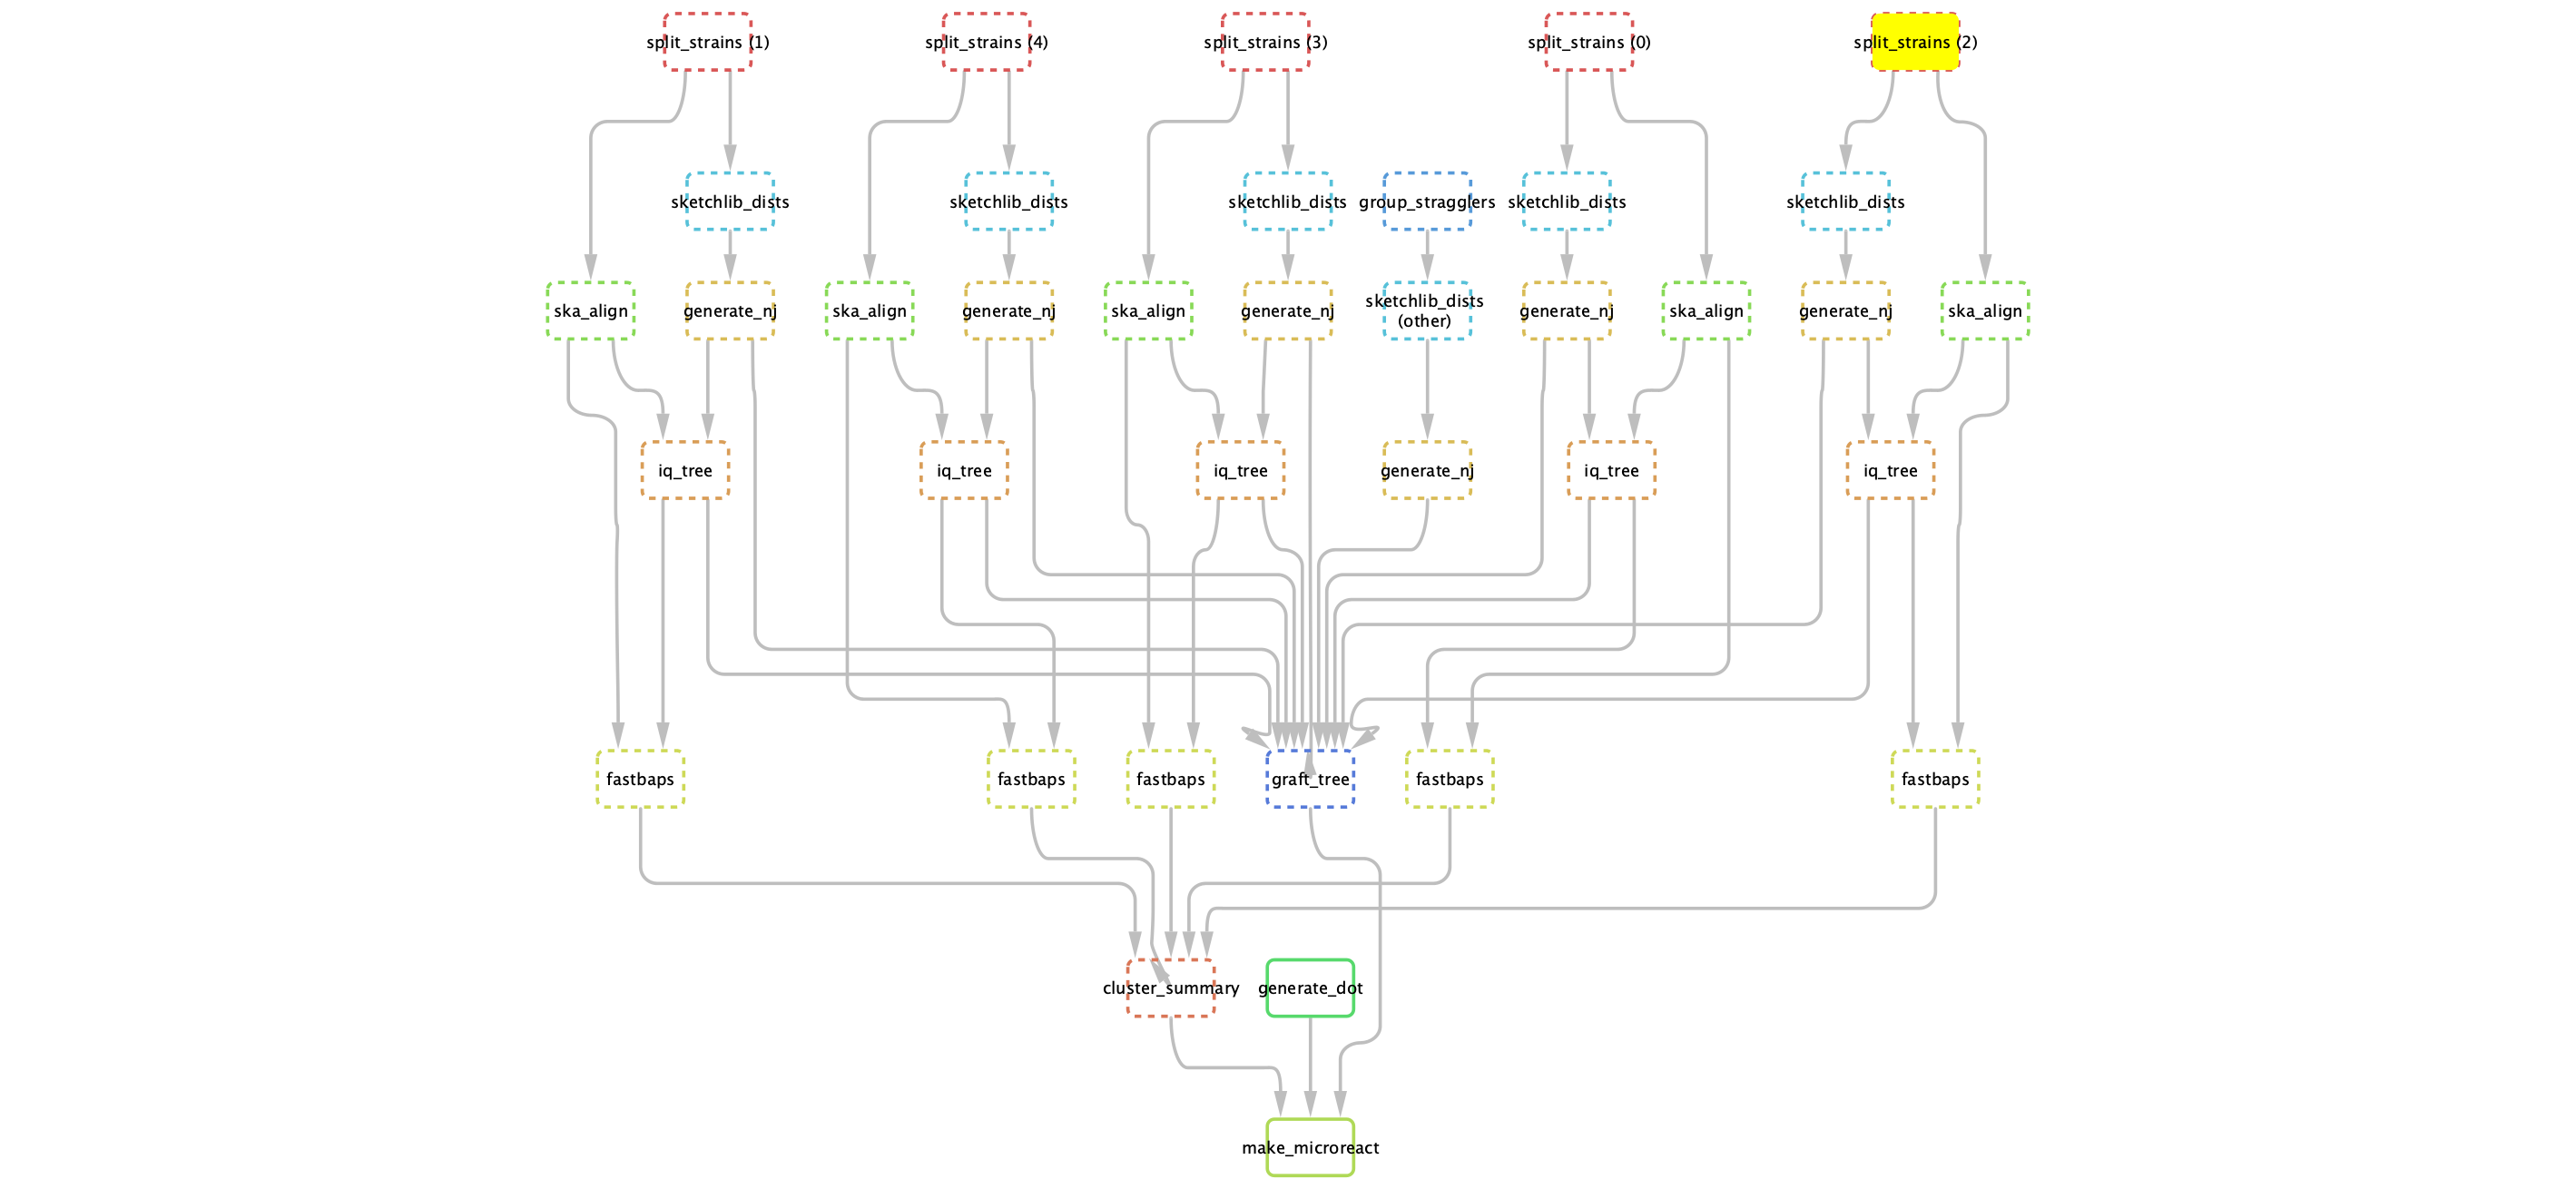 split_strains (1)
split_strains (4)
split_strains (3)
split_strains (0)
split_strains (2)
sketchlib_dists
sketchlib_dists
sketchlib_dists
group_stragglers
sketchlib_dists
sketchlib_dists
ska_align
generate_nj
ska_align
generate_nj
ska_align
generate_nj
sketchlib_dists
(other)
generate_nj
ska_align
generate_nj
ska_align
iq_tree
iq_tree
iq_tree
generate_nj
iq_tree
iq_tree
fastbaps
fastbaps
fastbaps
graft_tree
fastbaps
fastbaps
cluster_summary
generate_dot
make_microreact